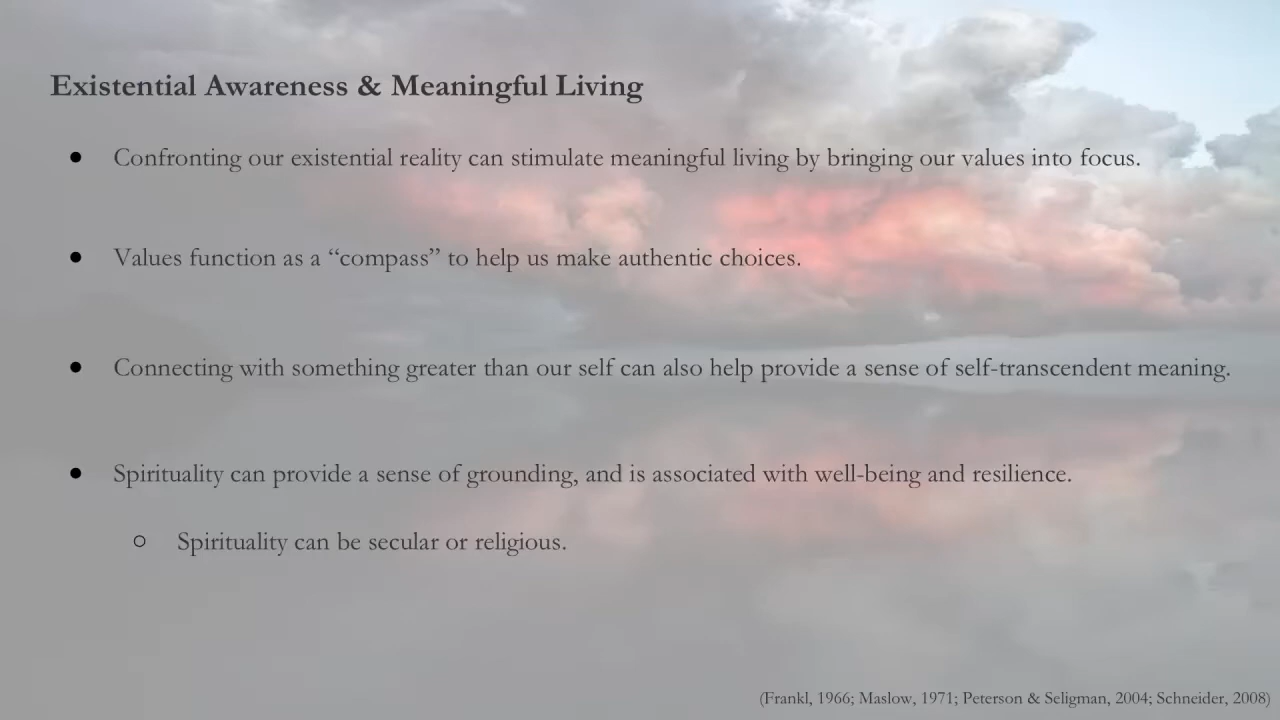 Existential Awareness & Meaningful Living
● Confronting our existential reality can stimulate meaningful living by bringing our values into focus.
● Values function as a “compass” to help us make authentic choices.
● Connecting with something greater than our self can also help provide a sense of self-transcendent meaning.
● Spirituality can provide a sense of grounding, and is associated with well-being and resilience.
○ Spirituality can be secular or religious.
(Frankl, 1966; Maslow, 1971; Peterson & Seligman, 2004; Schneider, 2008)